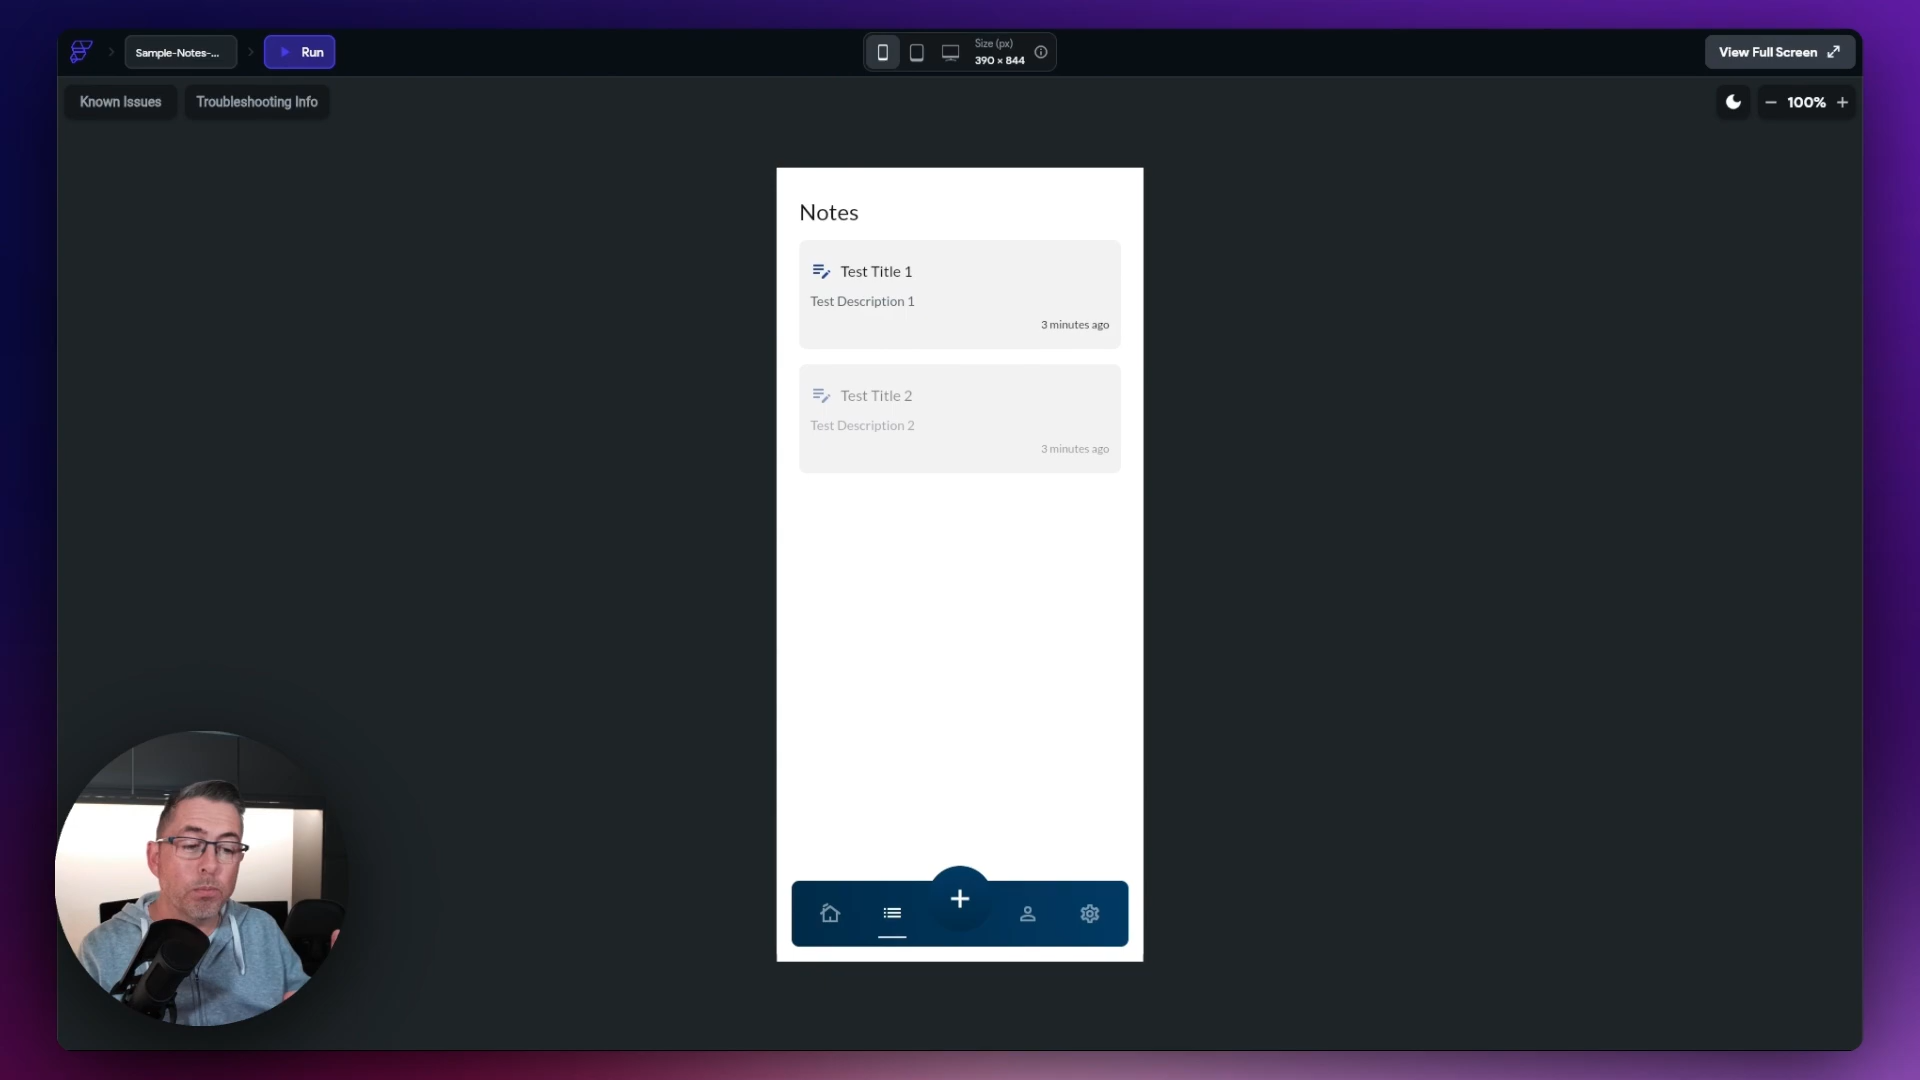 Sample-Notes-...
Run
Size (px)
390 × 844
View Full Screen
Known Issues
Troubleshooting Info
100%
Notes
Test Title 1
Test Description 1
3 minutes ago
Test Title 2
Test Description 2
3 minutes ago